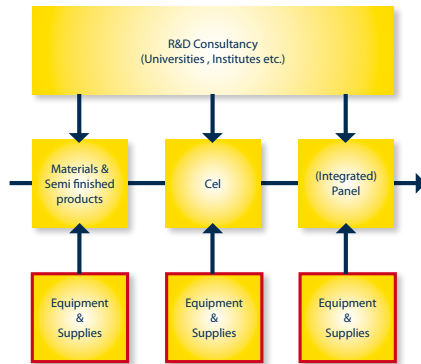 R&D Consultancy
(Universities , Institutes etc.)
Materials &
Semi finished
products
Cel
(Integrated)
Panel
Equipment
&
Supplies
Equipment
&
Supplies
Equipment
&
Supplies